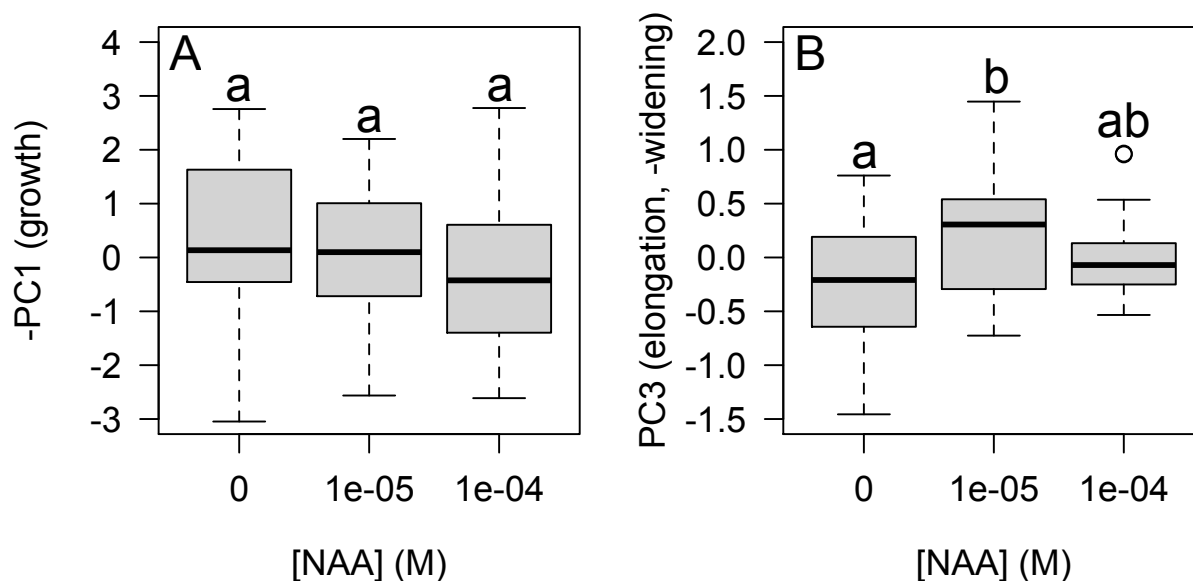 A
-PC1 (growth)
4
3
2
1
0
-1
-2
-3
a
a
a
0
1e-05
1e-04
[NAA] (M)
B
PC3 (elongation, -widening)
2.0
1.5
1.0
0.5
0.0
-0.5
-1.0
-1.5
a
b
ab
0
1e-05
1e-04
[NAA] (M)